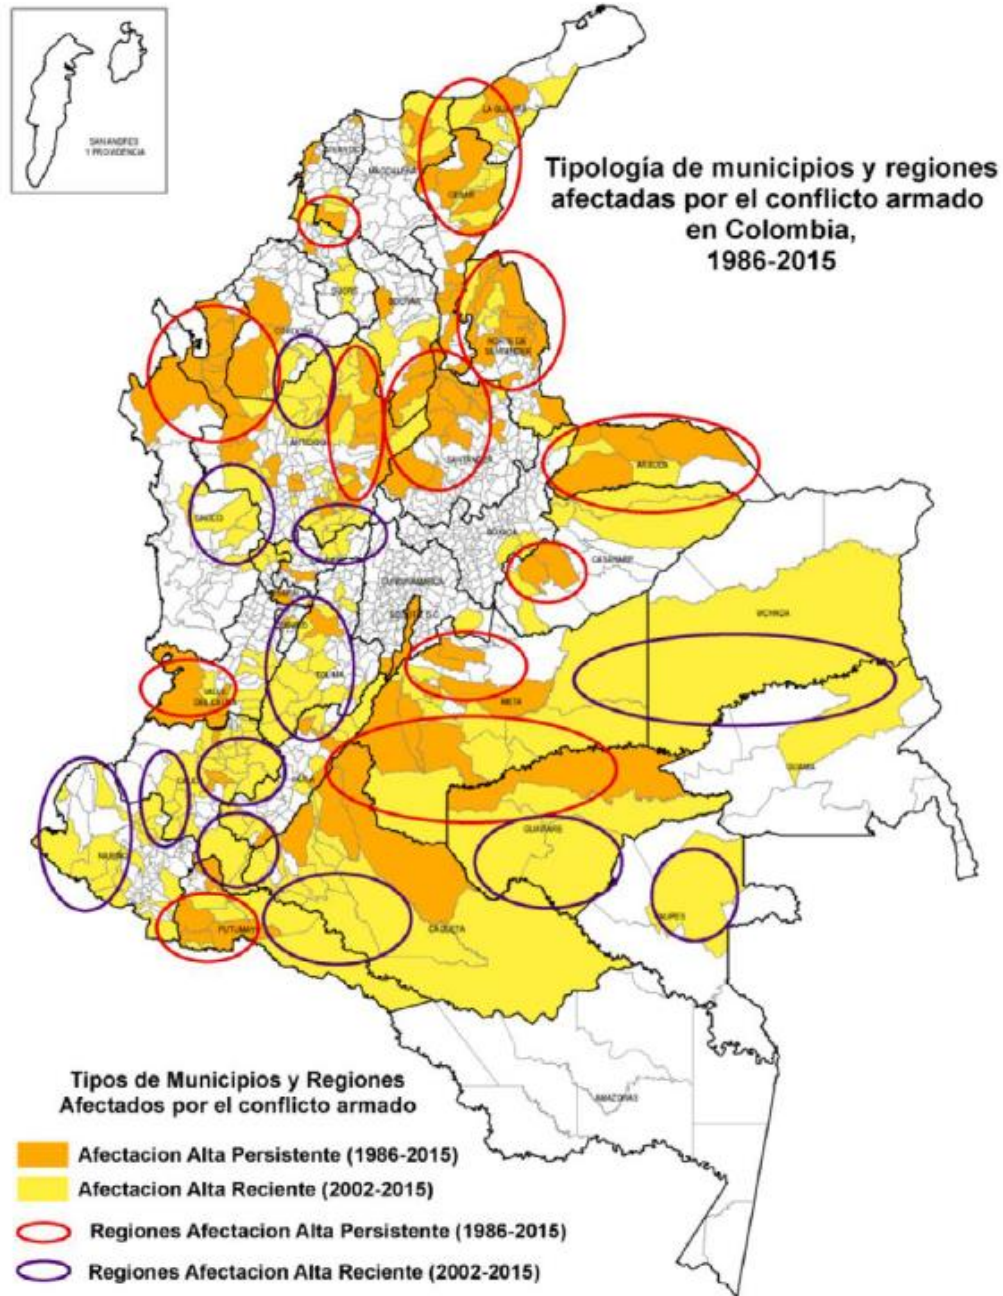 SAN ANDRES
Y PROVIDENCIA
LA GUAJIRA
MAGDALENA
CESAR
Tipología de municipios y regiones
afectadas por el conflicto armado
en Colombia,
1986-2015
SUCRE
BOLIVAR
CORDOBA
NORTE DE
SANTANDER
ANTIOQUIA
SANTANDER
ARAUCA
CHOCO
BOYACA
CASANARE
CUNDINAMARCA
VICHADA
TOLIMA
VALLE
DEL CAUCA
META
GUAINIA
CAUCA
HUILA
GUAVIARE
NARIÑO
VAUPES
PUTUMAYO
CAQUETA
AMAZONAS
Tipos de Municipios y Regiones
Afectados por el conflicto armado
Afectacion Alta Persistente (1986-2015)
Afectacion Alta Reciente (2002-2015)
Regiones Afectacion Alta Persistente (1986-2015)
Regiones Afectacion Alta Reciente (2002-2015)